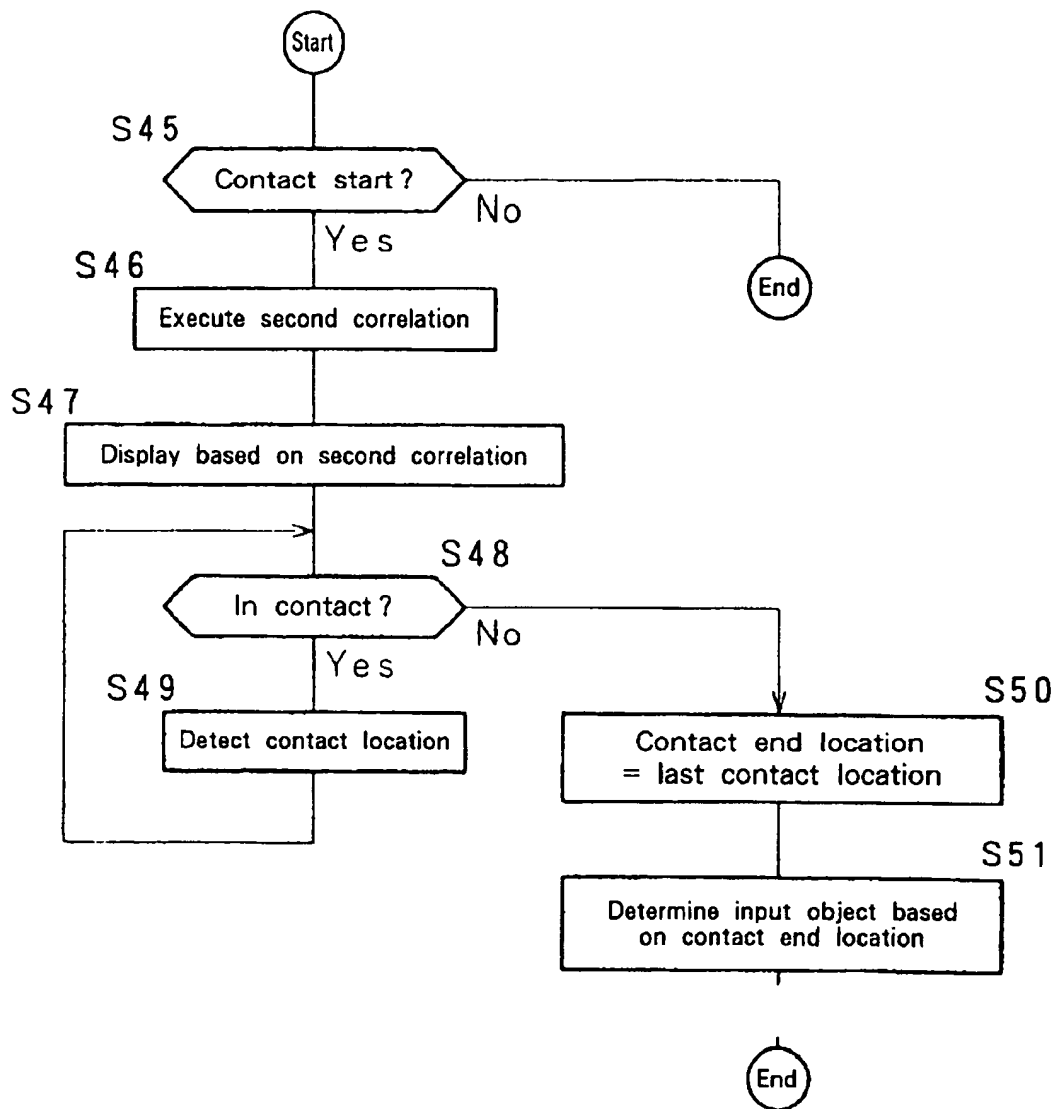 Start
S45
Contact start?
No
Yes
S46
End
Execute second correlation
S47
Display based on second correlation
S48
In contact?
No
Yes
S49
S50
Detect contact location
Contact end location
= last contact location
S51
Determine input object based
on contact end location
End